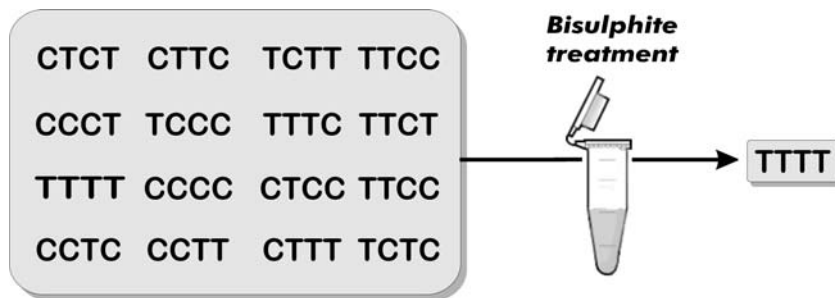 CTCT CTTC TCTT TTCC
CCCT TCCC TTTC TTCT
TTTT CCCC CTCC TTCC
CCTC CCTT CTTT TCTC
Bisulphite
treatment
TTTT